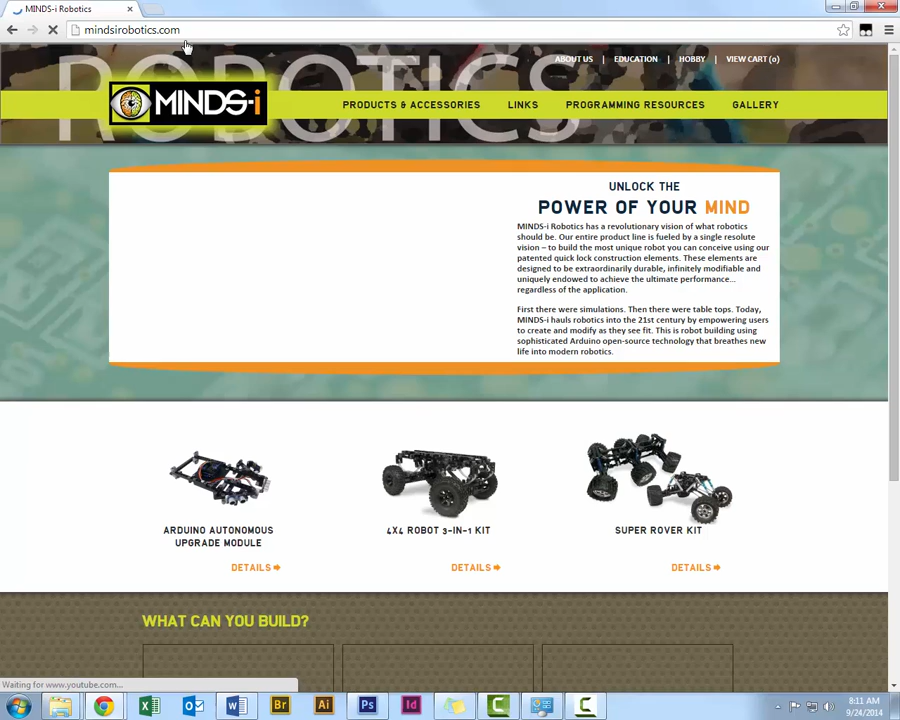 MINDS-i Robotics
mindsirobotics.com
ROBOTICS
ABOUT US | EDUCATION | HOBBY | VIEW CART (0)
MINDS-i
PRODUCTS & ACCESSORIES LINKS PROGRAMMING RESOURCES GALLERY
UNLOCK THE
POWER OF YOUR MIND
MINDS-i Robotics has a revolutionary vision of what robotics
should be. Our entire product line is fueled by a single resolute
vision – to build the most unique robot you can conceive using our
patented quick lock construction elements. These elements are
designed to be extraordinarily durable, infinitely modifiable and
uniquely endowed to achieve the ultimate performance...
regardless of the application.
First there were simulations. Then there were table tops. Today,
MINDS-i hauls robotics into the 21st century by empowering users
to create and modify as they see fit. This is robot building using
sophisticated Arduino open-source technology that breathes new
life into modern robotics.
ARDUINO AUTONOMOUS
UPGRADE MODULE
DETAILS
4X4 ROBOT 3-IN-1 KIT
DETAILS
SUPER ROVER KIT
DETAILS
WHAT CAN YOU BUILD?
Waiting for www.youtube.com...
Br Ai Ps Id
8:11 AM
9/24/2014